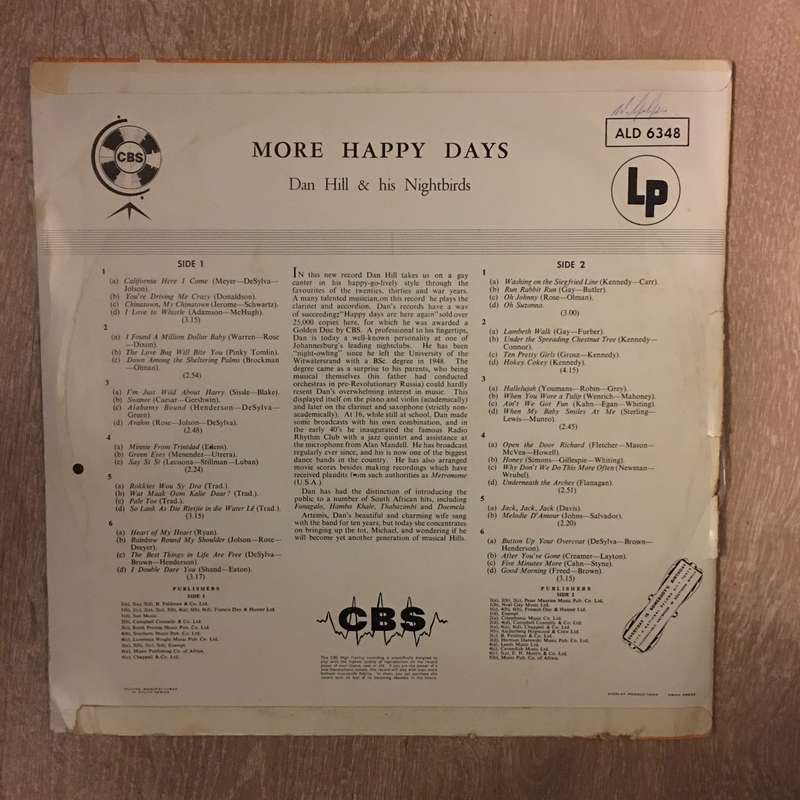 ALD 6348
CBS
MORE HAPPY DAYS
Dan Hill & his Nightbirds
Lp
SIDE 1
1
(a) California Here I Come (Meyer—DeSylva—
Jolson).
(b) You're Driving Me Crazy (Donaldson).
(c) Chinatown, My Chinatown (Jerome—Schwartz).
(d) I Love to Whistle (Adamson—McHugh).
(3.15)
2
(a) I Found A Million Dollar Baby (Warren—Rose
—Dixin).
(b) The Love Bug Will Bite You (Pinky Tomlin).
(c) Down Among the Sheltering Palms (Brockman
—Olman).
(2.54)
3
(a) I'm Just Wild About Harry (Sissle—Blake).
(b) Swanee (Caesar—Gershwin).
(c) Alabamy Bound (Henderson—DeSylva—
Green).
(d) Avalon (Rose—Jolson—DeSylva).
(2.48)
4
(a) Minnie From Trinidad
(b) Green Eyes (Menendez—Utrera).
(c) Say Si Si (Lecuona—Stillman—Luban)
(2.24)
5
(a) Rokkies Wou Sy Dra (Trad.).
(b) Wat Maak Oom Kalie Daar? (Trad.).
(c) Pale Toe (Trad.).
(d) So Lank As Die Rietjie in die Water Lê (Trad.).
(3.15)
6
(a) Heart of My Heart (Ryan).
(b) Rainbow Round My Shoulder (Jolson—Rose—
Dreyer).
(c) The Best Things in Life Are Free (DeSylva—
Brown—Henderson).
(d) I Double Dare You (Shand—Eaton).
(3.17)
PUBLISHERS
SIDE 1
IN this new record Dan Hill takes us on a gay
canter in his happy-go-lively style through the
favourites of the twenties, thirties and war years.
A many talented musician, on this record he plays the
clarinet and accordion. Dan's records have a way
of succeeding; "Happy days are here again" sold over
25,000 copies here, for which he was awarded a
Golden Disc by CBS. A professional to his fingertips,
Dan is today a well-known personality at one of
Johannesburg's leading nightclubs. He has been
"night-owling" since he left the University of the
Witwatersrand with a BSc. degree in 1948. The
degree came as a surprise to his parents, who being
musical themselves (his father had conducted
orchestras in pre-Revolutionary Russia) could hardly
resent Dan's overwhelming interest in music. This
displayed itself on the piano and violin (academically)
and later on the clarinet and saxophone (strictly non-
academically). At 16, while still at school, Dan made
some broadcasts with his own combination, and in
the early 40's he inaugurated the famous Radio
Rhythm Club with a jazz quintet and assistance at
the microphone from Alan Mandell. He has broadcast
regularly ever since, and his is now one of the biggest
dance bands in the country. He has also arranged
movie scores besides making recordings which have
received plaudits from such authorities as Metronome
(U.S.A.).
Dan has had the distinction of introducing the
public to a number of South African hits, including
Fanagalo, Hamba Khale, Thabazimbi and Doemela.
Artemis, Dan's beautiful and charming wife sang
with the band for ten years, but today she concentrates
on bringing up the tot, Michael, and wondering if he
will become yet another generation of musical Hills.
CBS
SIDE 2
1
(a) Washing on the Siegfried Line (Kennedy—Carr).
(b) Run Rabbit Run (Gay—Butler).
(c) Oh Johnny (Rose—Olman).
(d) Oh Suzanna.
(3.00)
2
(a) Lambeth Walk (Gay—Furber).
(b) Under the Spreading Chestnut Tree (Kennedy—
Connor).
(c) Ten Pretty Girls (Grosz—Kennedy).
(d) Hokey Cokey (Kennedy).
(4.15)
3
(a) Hallelujah (Youmans—Robin—Grey).
(b) When You Wore a Tulip (Wenrich—Mahoney).
(c) Ain't We Got Fun (Kahn—Egan—Whiting).
(d) When My Baby Smiles At Me (Sterling—
Lewis—Munro)
(2.45)
4
(a) Open the Door Richard (Fletcher—Mason—
McVea—Howell).
(b) Honey (Simons—Gillespie—Whiting).
(c) Why Don't We Do This More Often (Newman—
Wrubel).
(d) Underneath the Arches (Flanagan).
(2.51)
5
(a) Jack, Jack, Jack (Davis).
(b) Melodie D'Amour (Johns—Salvador).
(2.20)
6
(a) Button Up Your Overcoat (DeSylva—Brown—
Henderson).
(b) After You've Gone (Creamer—Layton).
(c) Five Minutes More (Cahn—Styne).
(d) Good Morning (Freed—Brown).
(3.15)
PUBLISHERS
SIDE 2